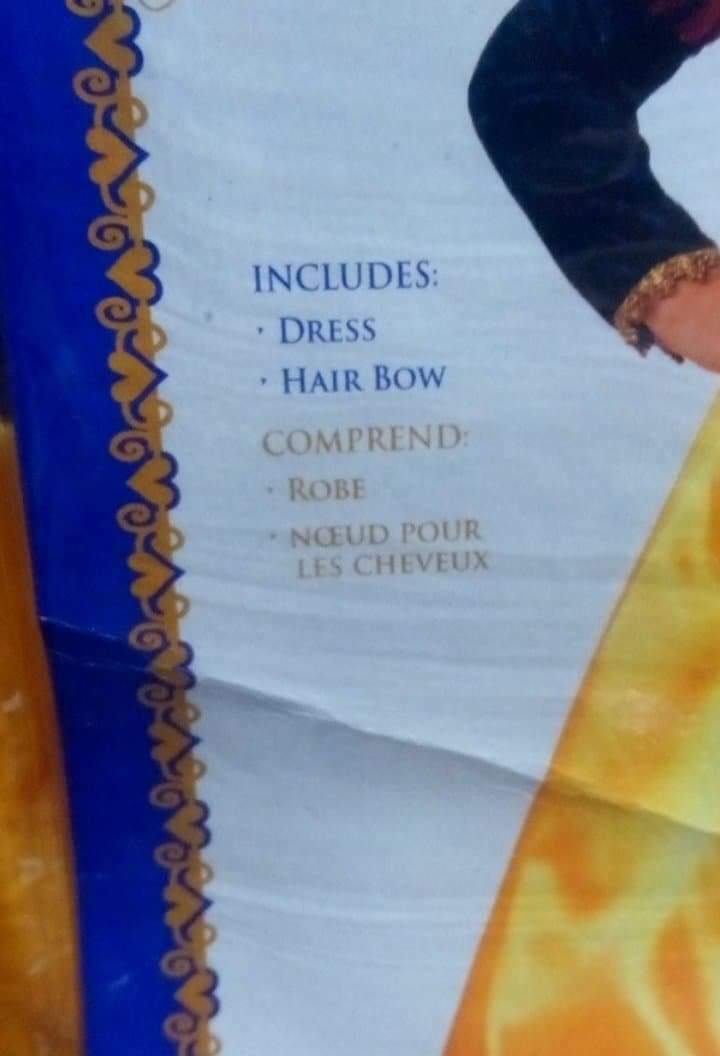 INCLUDES:
· DRESS
· HAIR BOW
COMPREND:
· ROBE
· NŒUD POUR
LES CHEVEUX